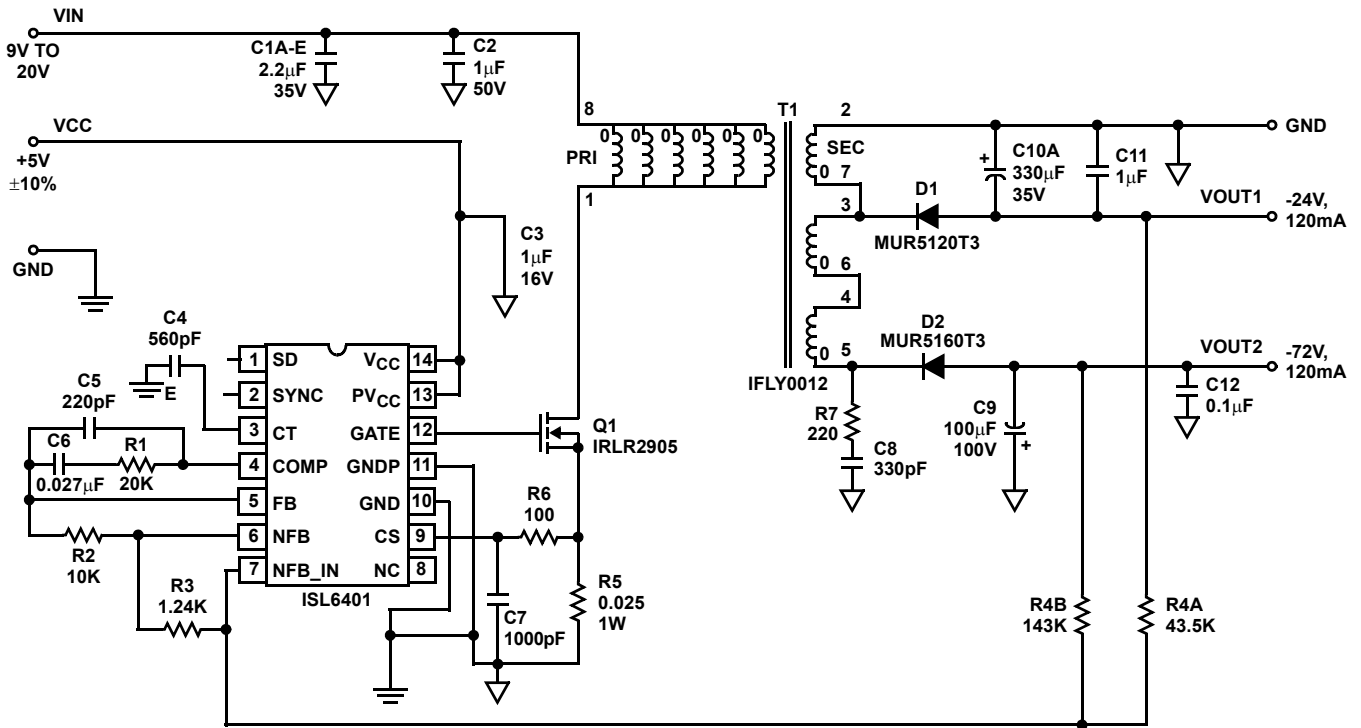 VIN
9V TO
20V
C1A-E
2.2μF
35V
C2
1μF
50V
VCC
+5V
±10%
GND
8
0 0 0 0 0 0
PRI
1
T1
2
SEC
0 7
3
0 6
4
0 5
IFLY0012
C10A
+
330μF
35V
C11
1μF
GND
D1
MUR5120T3
VOUT1
-24V,
120mA
D2
MUR5160T3
VOUT2
-72V,
120mA
R7
220
C8
330pF
C9
100μF
100V
+
C12
0.1μF
C3
1μF
16V
C4
560pF
E
C5
220pF
C6
0.027μF
R1
20K
R2
10K
R3
1.24K
1 SD
2 SYNC
3 CT
4 COMP
5 FB
6 NFB
7 NFB_IN
VCC 14
PVCC 13
GATE 12
GNDP 11
GND 10
CS 9
NC 8
ISL6401
Q1
IRLR2905
R6
100
C7
1000pF
R5
0.025
1W
R4B
143K
R4A
43.5K